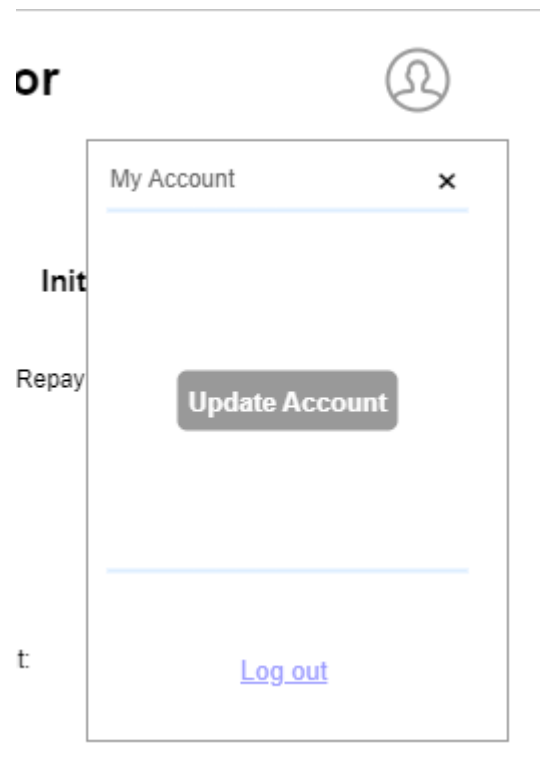 or
My Account ×
Init
Repay
Update Account
t:
Log out